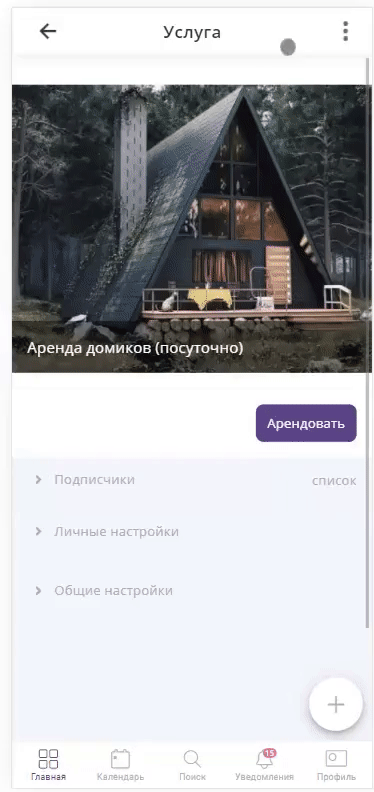 Услуга
Аренда домиков (посуточно)
Арендовать
Подписчики список
Личные настройки
Общие настройки
15
Главная Календарь Поиск Уведомления Профиль